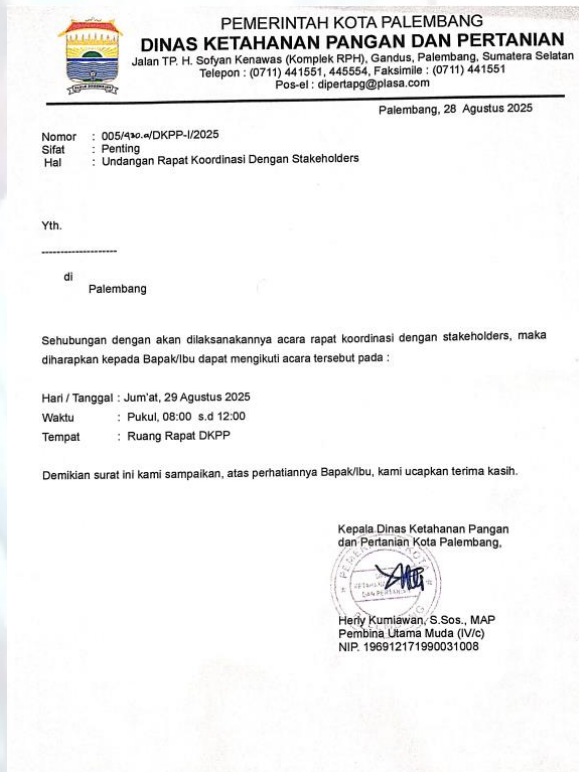 PEMERINTAH KOTA PALEMBANG
DINAS KETAHANAN PANGAN DAN PERTANIAN
Jalan TP. H. Sofyan Kenawas (Komplek RPH), Gandus, Palembang, Sumatera Selatan
Telepon : (0711) 441551, 445554, Faksimile : (0711) 441551
Pos-el : dipertapg@plasa.com
Palembang, 28 Agustus 2025
Nomor : 005/430.a/DKPP-I/2025
Sifat : Penting
Hal : Undangan Rapat Koordinasi Dengan Stakeholders
Yth.
--------------------
di
Palembang
Sehubungan dengan akan dilaksanakannya acara rapat koordinasi dengan stakeholders, maka
diharapkan kepada Bapak/Ibu dapat mengikuti acara tersebut pada :
Hari / Tanggal : Jum'at, 29 Agustus 2025
Waktu : Pukul, 08:00 s.d 12:00
Tempat : Ruang Rapat DKPP
Demikian surat ini kami sampaikan, atas perhatiannya Bapak/Ibu, kami ucapkan terima kasih.
Kepala Dinas Ketahanan Pangan
dan Pertanian Kota Palembang,
DAN PERTANIAN
Herly Kurniawan, S.Sos., MAP
Pembina Utama Muda (IV/c)
NIP. 196912171990031008